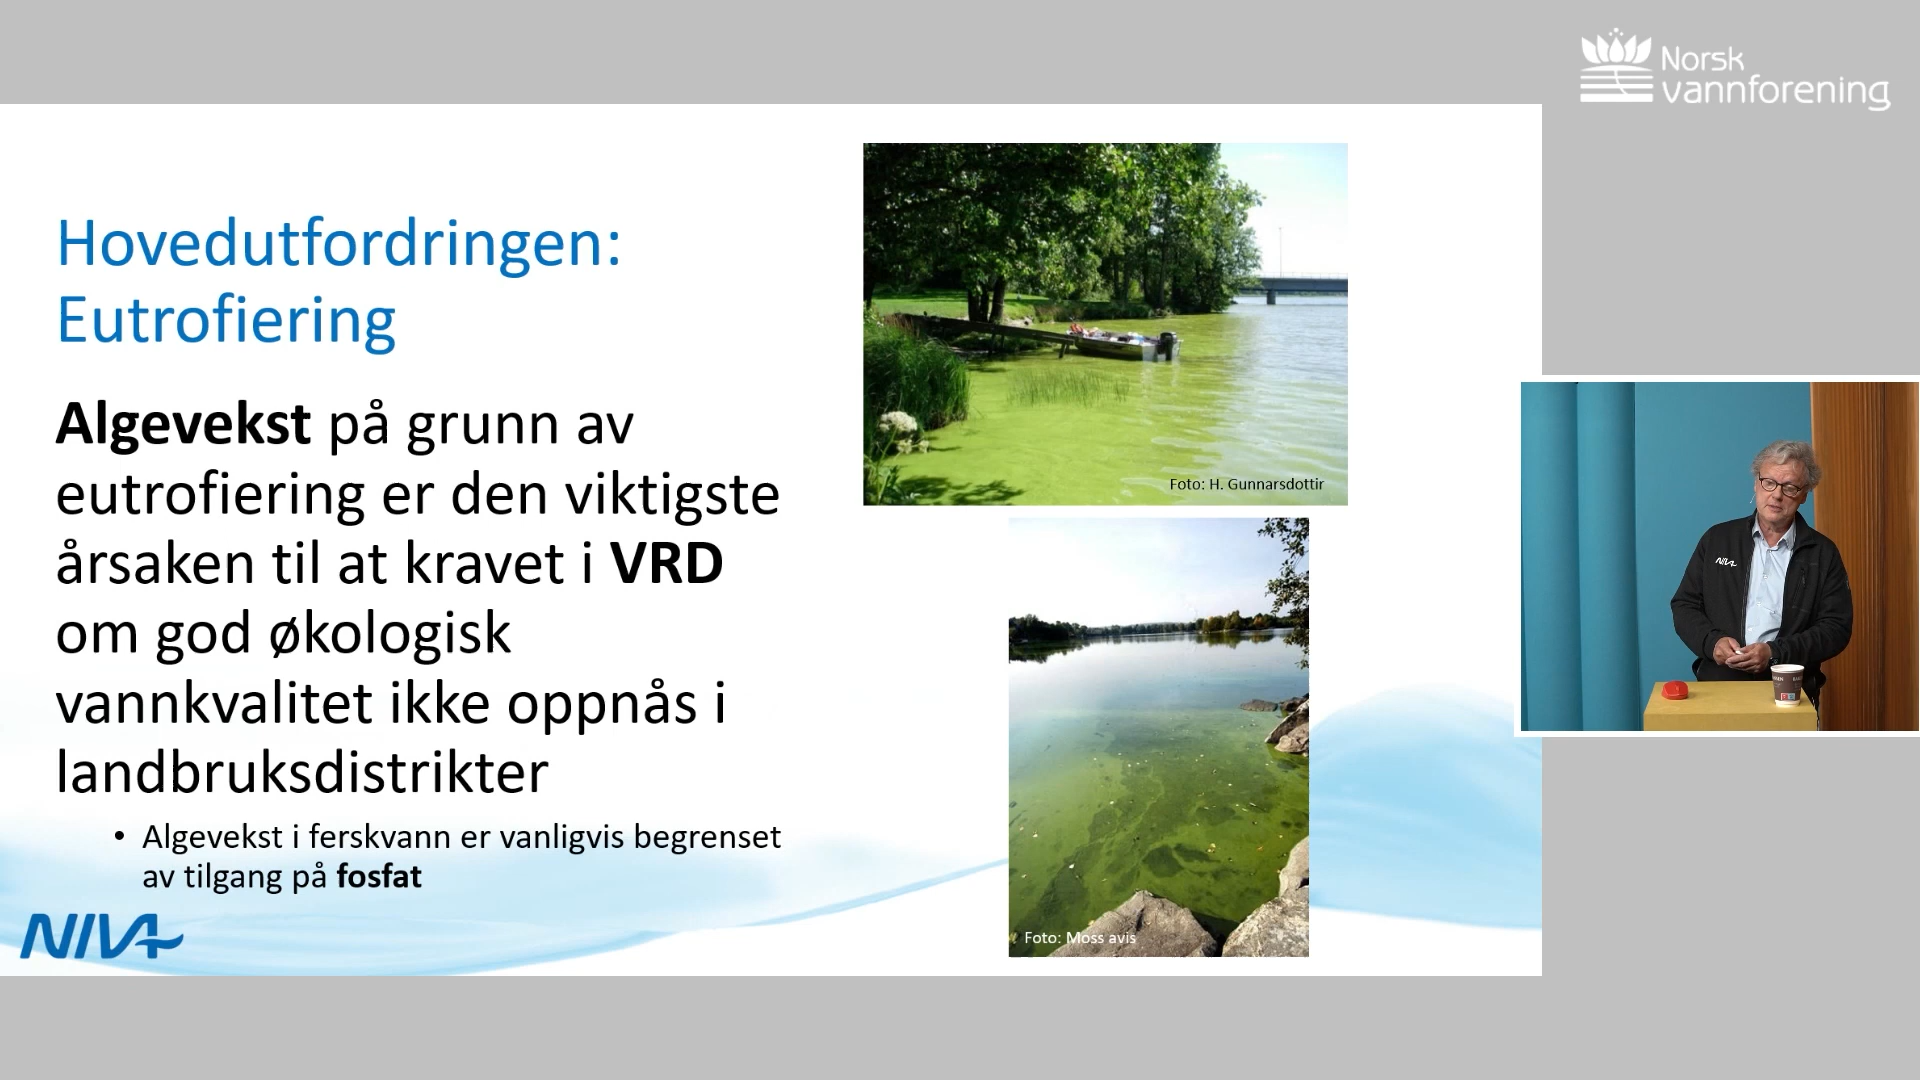 Norsk
vannforening
Hovedutfordringen:
Eutrofiering
Algevekst på grunn av
eutrofiering er den viktigste
årsaken til at kravet i VRD
om god økologisk
vannkvalitet ikke oppnås i
landbruksdistrikter
• Algevekst i ferskvann er vanligvis begrenset
av tilgang på fosfat
NIVA
Foto: H. Gunnarsdottir
Foto: Moss avis
NIVA